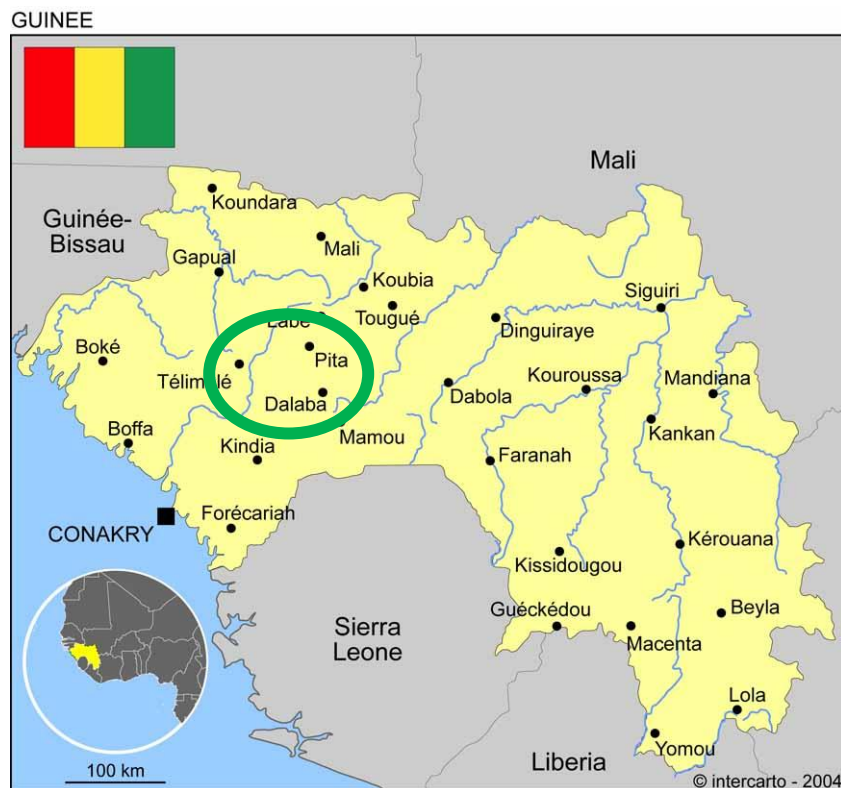 GUINEE
Mali
Guinée-
Bissau
Koundara
Mali
Gapual
Koubia
Siguiri
Labé
Tougué
Dinguiraye
Boké
Pita
Télimelé
Kouroussa
Mandiana
Dalaba
Dabola
Boffa
Mamou
Kankan
Kindia
Faranah
Forécariah
CONAKRY
Kérouana
Kissidougou
Guéckédou
Beyla
Sierra
Leone
Macenta
Lola
Yomou
Liberia
100 km
© intercarto - 2004